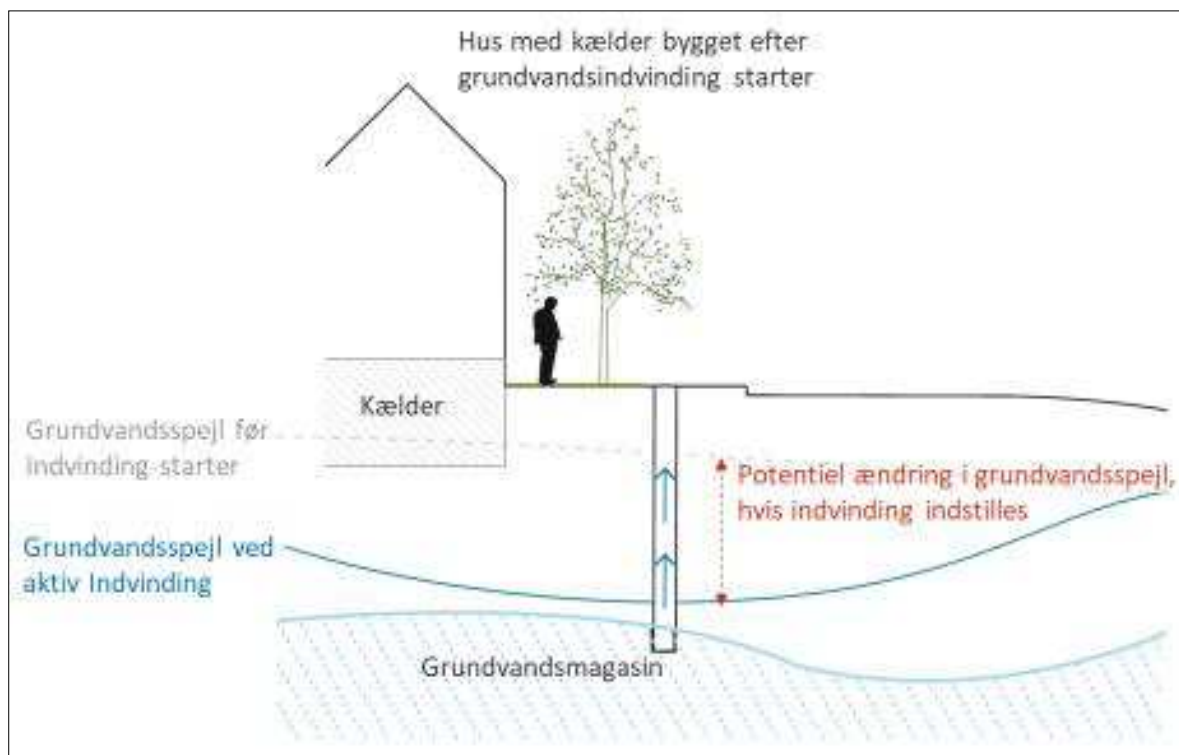 Hus med kælder bygget efter
grundvandsindvinding starter
Kælder
Grundvandsspejl før
Indvinding starter
Potentiel ændring i grundvandsspejl,
hvis indvinding indstilles
Grundvandsspejl ved
aktiv Indvinding
Grundvandsmagasin